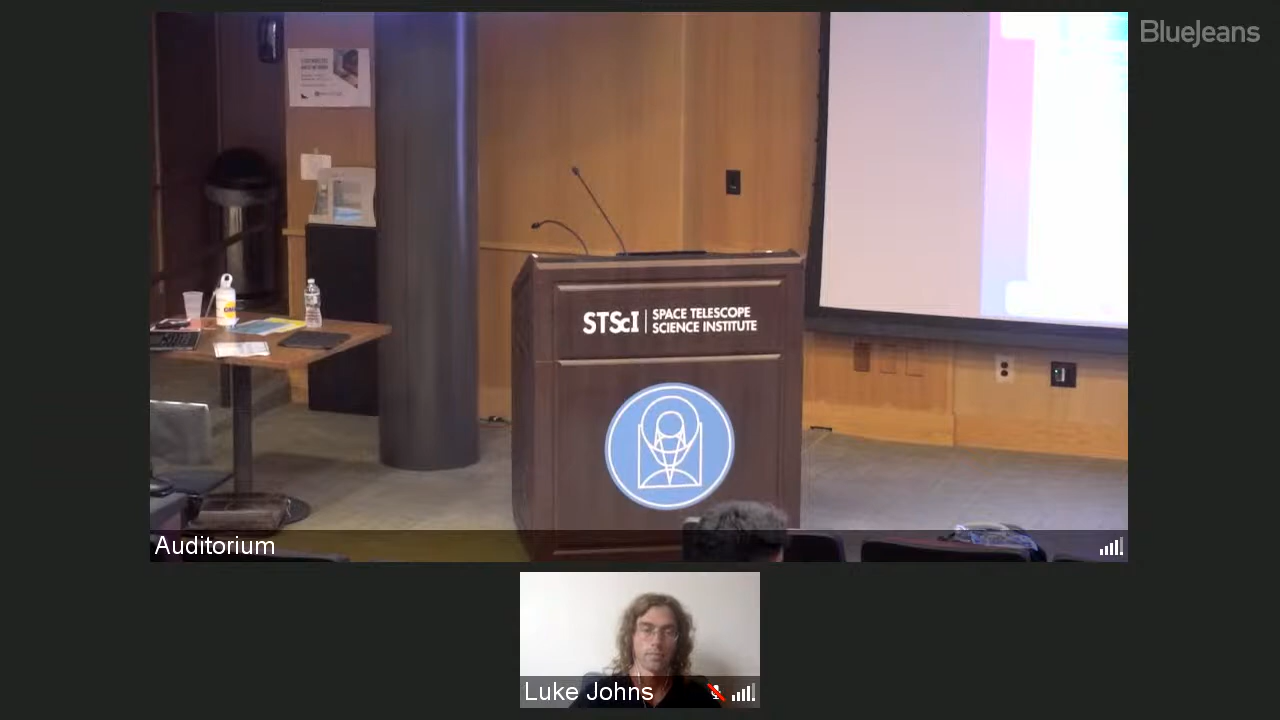 BlueJeans
STScI | SPACE TELESCOPE
SCIENCE INSTITUTE
Auditorium
Luke Johns